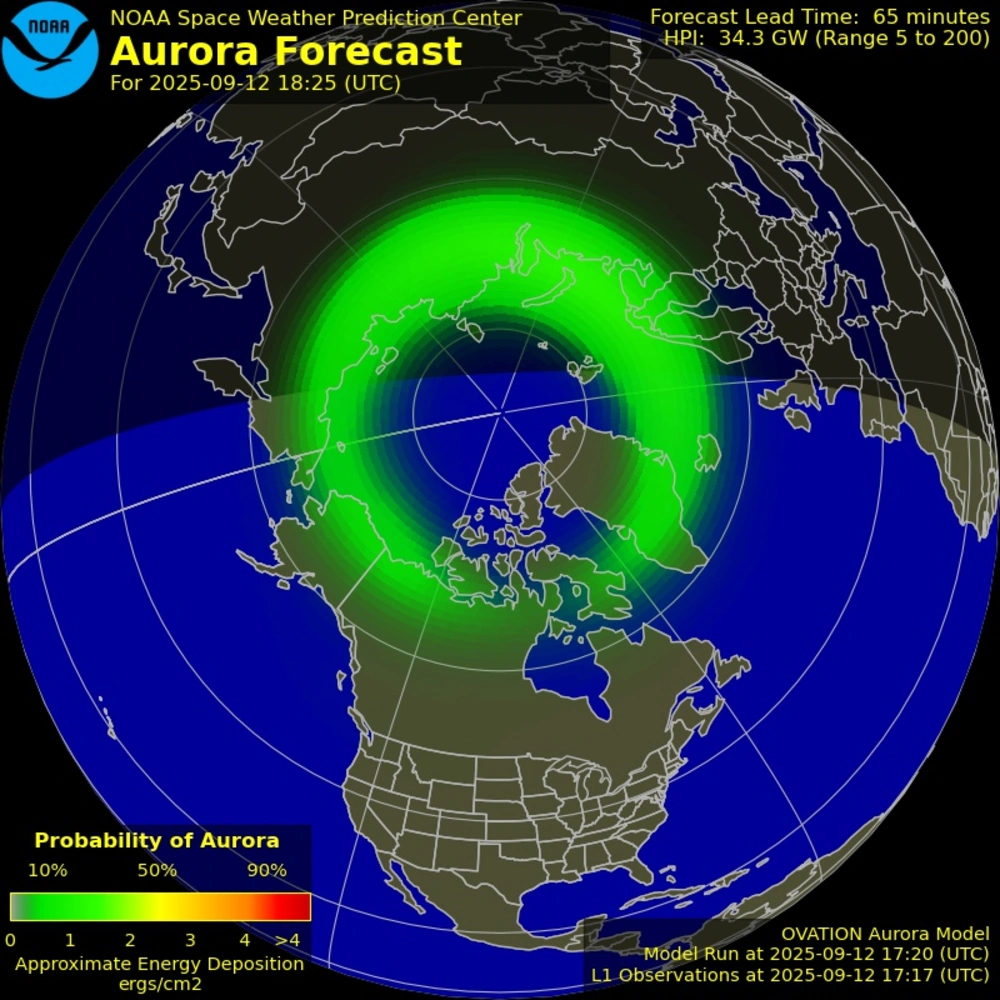 NOAA
NOAA Space Weather Prediction Center
Aurora Forecast
For 2025-09-12 18:25 (UTC)
Forecast Lead Time: 65 minutes
HPI: 34.3 GW (Range 5 to 200)
Probability of Aurora
10% 50% 90%
0 1 2 3 4 >4
Approximate Energy Deposition
ergs/cm2
OVATION Aurora Model
Model Run at 2025-09-12 17:20 (UTC)
L1 Observations at 2025-09-12 17:17 (UTC)